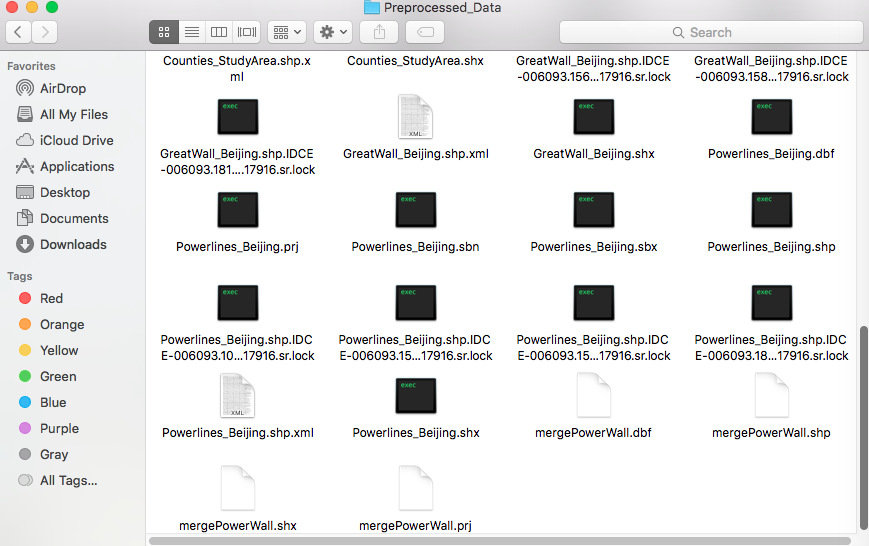 Preprocessed_Data
Search
Favorites
AirDrop
All My Files
iCloud Drive
Applications
Desktop
Documents
Downloads
Tags
Red
Orange
Yellow
Green
Blue
Purple
Gray
All Tags...
Counties_StudyArea.shp.x
ml
Counties_StudyArea.shx
GreatWall_Beijing.shp.IDCE
-006093.156...17916.sr.lock
GreatWall_Beijing.shp.IDCE
-006093.158...17916.sr.lock
exec
XML
exec
exec
GreatWall_Beijing.shp.IDCE
-006093.181....17916.sr.lock
GreatWall_Beijing.shp.xml
GreatWall_Beijing.shx
Powerlines_Beijing.dbf
exec
exec
exec
exec
Powerlines_Beijing.prj
Powerlines_Beijing.sbn
Powerlines_Beijing.sbx
Powerlines_Beijing.shp
exec
exec
exec
exec
Powerlines_Beijing.shp.IDC
E-006093.10...17916.sr.lock
Powerlines_Beijing.shp.IDC
E-006093.15...17916.sr.lock
Powerlines_Beijing.shp.IDC
E-006093.15...17916.sr.lock
Powerlines_Beijing.shp.IDC
E-006093.18...17916.sr.lock
XML
exec
Powerlines_Beijing.shp.xml
Powerlines_Beijing.shx
mergePowerWall.dbf
mergePowerWall.shp
mergePowerWall.shx
mergePowerWall.prj